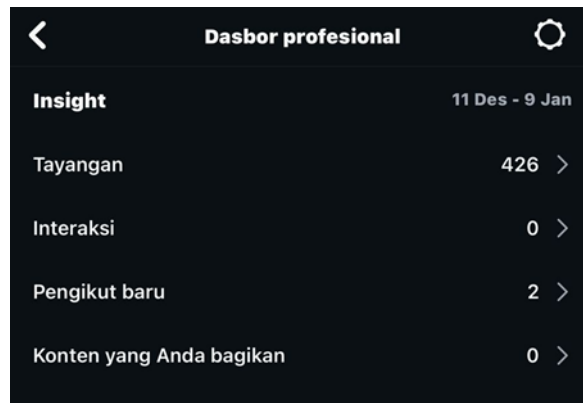 Dasbor profesional
Insight 11 Des - 9 Jan
Tayangan 426
Interaksi 0
Pengikut baru 2
Konten yang Anda bagikan 0